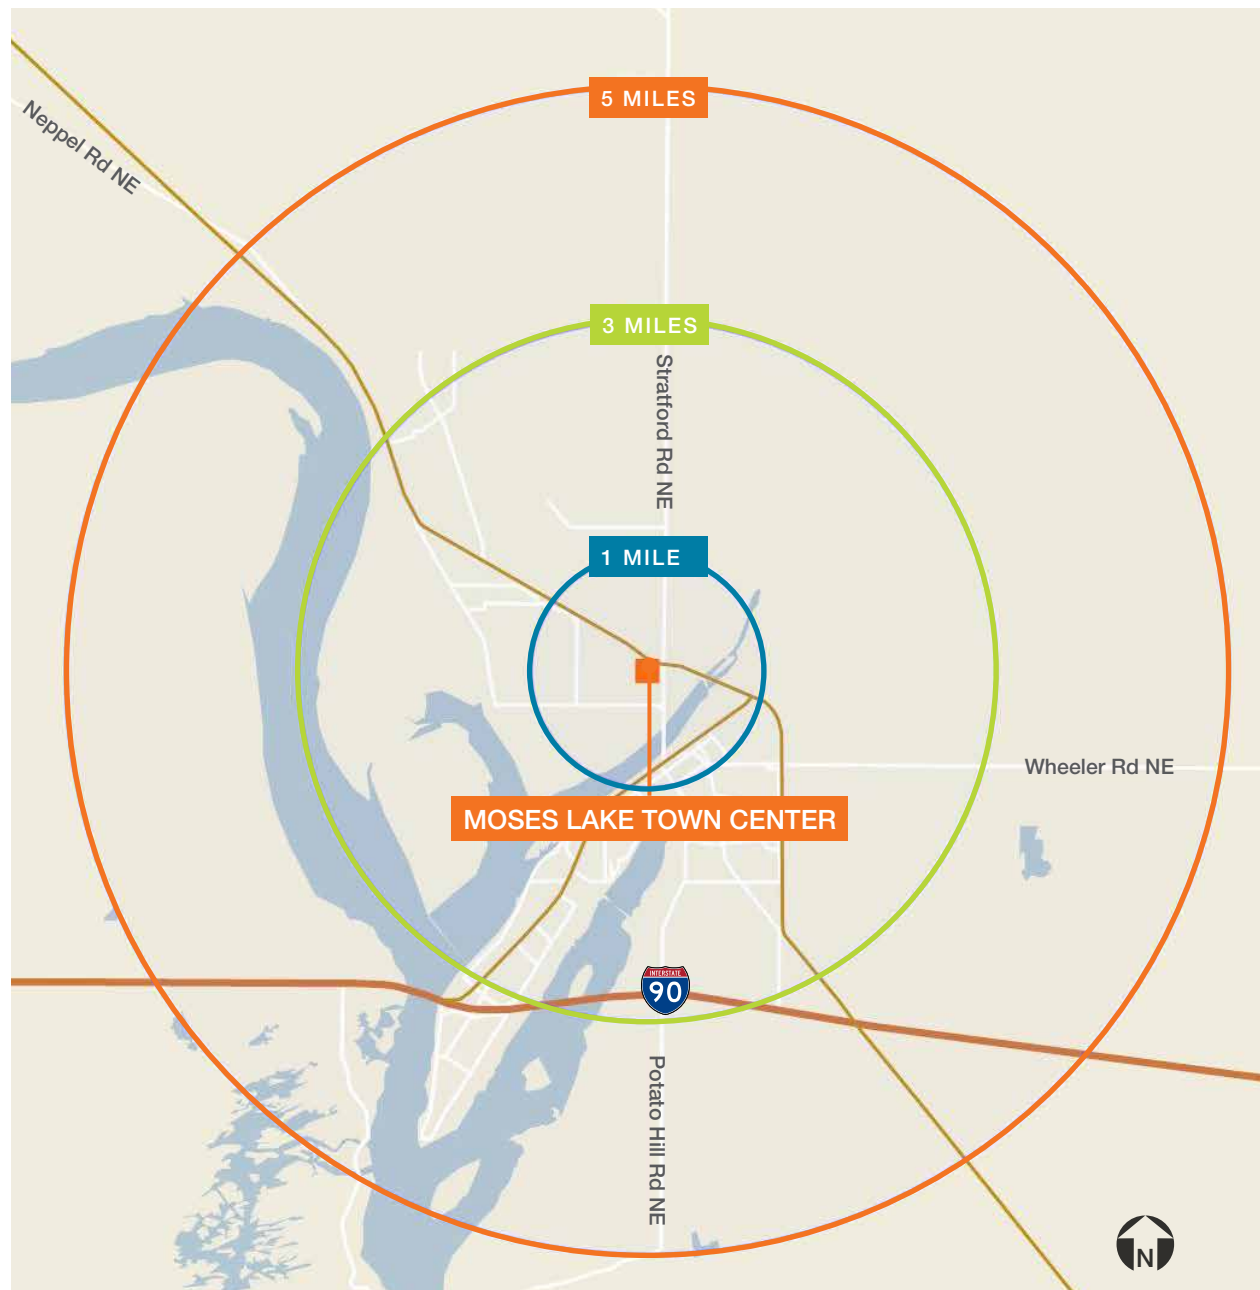 5 MILES
Neppel Rd NE
3 MILES
Stratford Rd NE
1 MILE
Wheeler Rd NE
MOSES LAKE TOWN CENTER
INTERSTATE
90
Potato Hill Rd NE
N